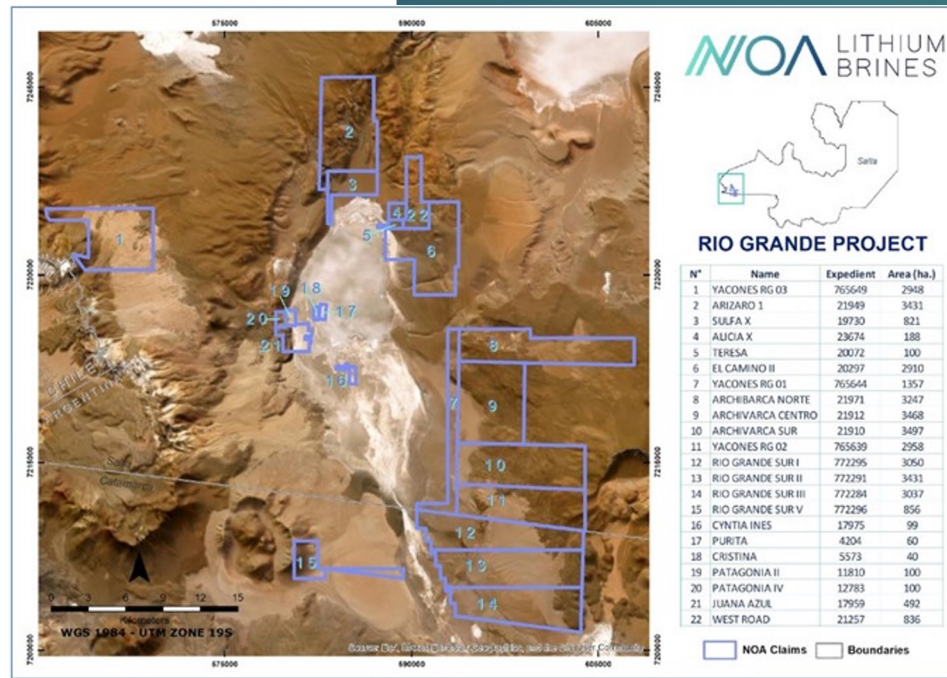 575000 590000 605000
7245000 7245000
7230000 7230000
7215000 7215000
7200000 7200000
575000 590000 605000
1
2
3
4 22
5
6
18
19 17
20
21
16
8
7 9
10
11
12
13
14
15
CHILE
ARGENTINA
Salta
Catamarca
0 3 6 9 12 15
Kilometers
WGS 1984 - UTM ZONE 19S
NOA LITHIUM
BRINES
Salta
RIO GRANDE PROJECT
N° Name Expedient Area (ha.)
1 YACONES RG 03 765649 2948
2 ARIZARO 1 21949 3431
3 SULFA X 19730 821
4 ALICIA X 23674 188
5 TERESA 20072 100
6 EL CAMINO II 20297 2910
7 YACONES RG 01 765644 1357
8 ARCHIBARCA NORTE 21971 3247
9 ARCHIVARCA CENTRO 21912 3468
10 ARCHIVARCA SUR 21910 3497
11 YACONES RG 02 765639 2958
12 RIO GRANDE SUR I 772295 3050
13 RIO GRANDE SUR II 772291 3431
14 RIO GRANDE SUR III 772284 3037
15 RIO GRANDE SUR V 772296 856
16 CYNTIA INES 17975 99
17 PURITA 4204 60
18 CRISTINA 5573 40
19 PATAGONIA II 11810 100
20 PATAGONIA IV 12783 100
21 JUANA AZUL 17959 492
22 WEST ROAD 21257 836
NOA Claims Boundaries